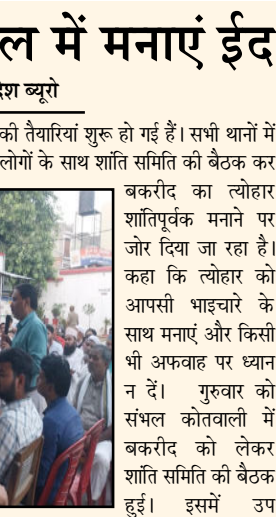 ल में मनाएं ईद
देश ब्यूरो
की तैयारियां शुरू हो गई हैं। सभी थानों में
लोगों के साथ शांति समिति की बैठक कर
बकरीद का त्योहार
शांतिपूर्वक मनाने पर
जोर दिया जा रहा है।
कहा कि त्योहार को
आपसी भाईचारे के
साथ मनाएं और किसी
भी अफवाह पर ध्यान
न दें। गुरुवार को
संभल कोतवाली में
बकरीद को लेकर
शांति समिति की बैठक
हुई। इसमें उप